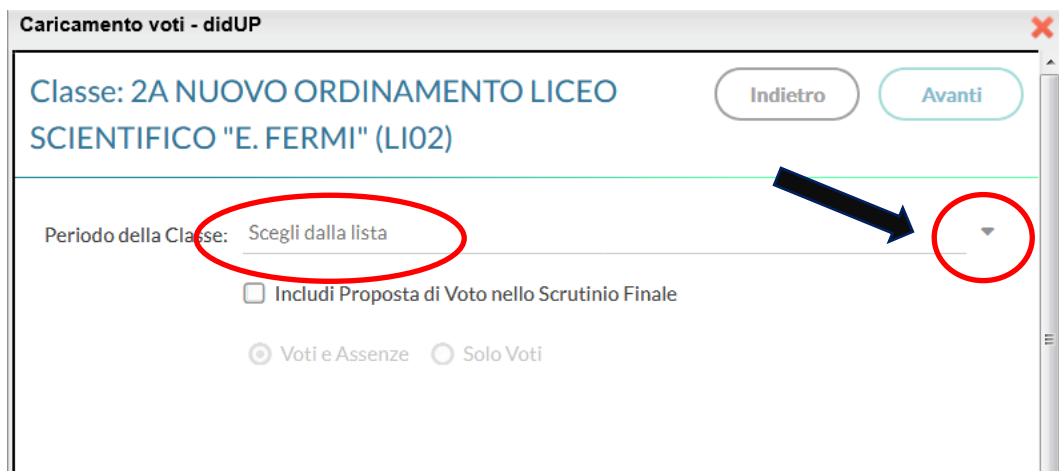 Caricamento voti - didUP
Classe: 2A NUOVO ORDINAMENTO LICEO
SCIENTIFICO "E. FERMI" (LI02)
Indietro
Avanti
Periodo della Classe: Scegli dalla lista
Includi Proposta di Voto nello Scrutinio Finale
Voti e Assenze Solo Voti